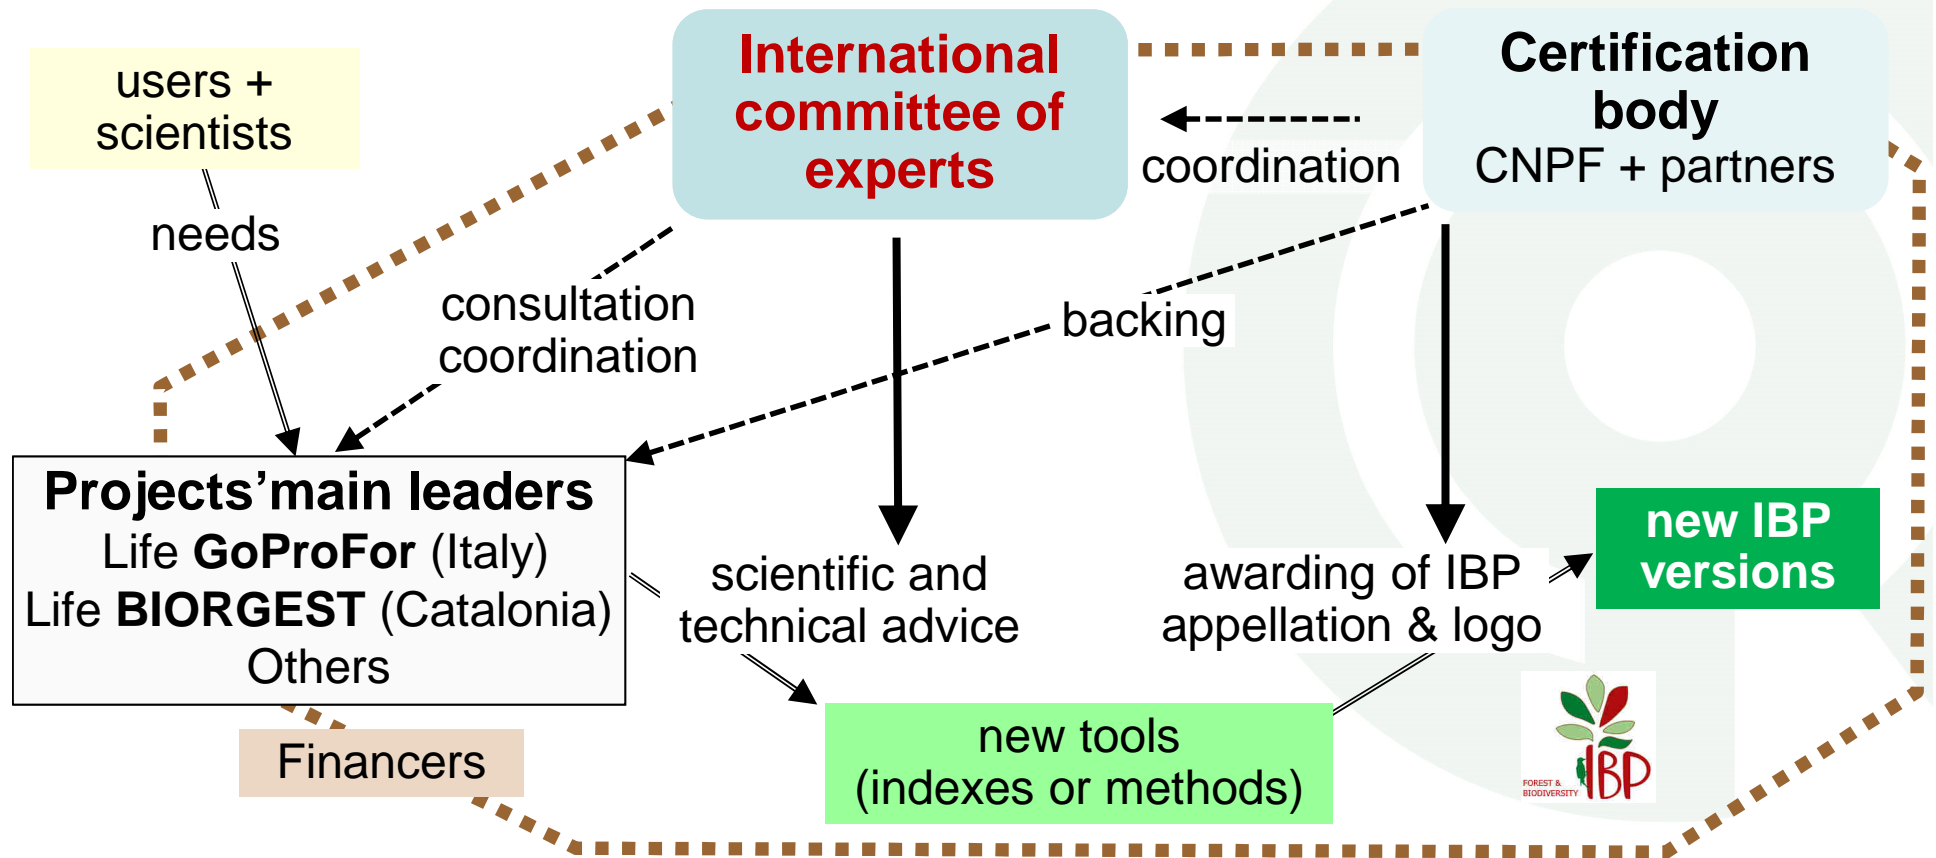 users +
scientists
needs
International
committee of
experts
coordination
Certification
body
CNPF + partners
consultation
coordination
backing
Projects'main leaders
Life GoProFor (Italy)
Life BIORGEST (Catalonia)
Others
Financers
scientific and
technical advice
awarding of IBP
appellation & logo
new IBP
versions
new tools
(indexes or methods)
FOREST &
BIODIVERSITY
IBP